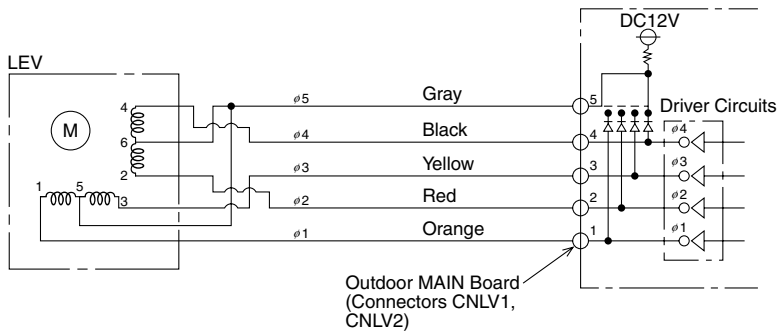 DC12V
LEV
M
4
6
2
1
5
3
ø5 Gray 5
ø4 Black 4
ø3 Yellow 3
ø2 Red 2
ø1 Orange 1
Driver Circuits
ø4
ø3
ø2
ø1
Outdoor MAIN Board
(Connectors CNLV1,
CNLV2)